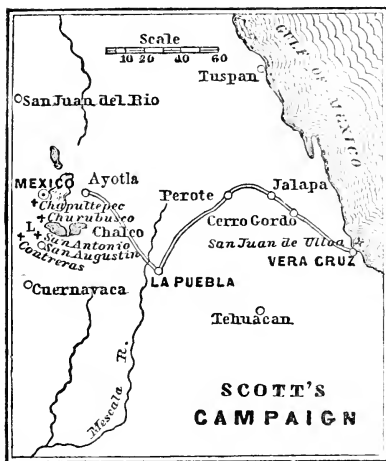 Scale
10 20 30 60
Tuspan
GULF OF MEXICO
San Juan del Rio
MEXICO
Ayotla
Chapultepec
Churubusco
Chalco
L
San Antonio
San Augustin
Contreras
Perote
Jalapa
Cerro Gordo
San Juan de Ulloa
VERA CRUZ
LA PUEBLA
Cuernavaca
Tehuacan
Mescala R.
SCOTT'S
CAMPAIGN